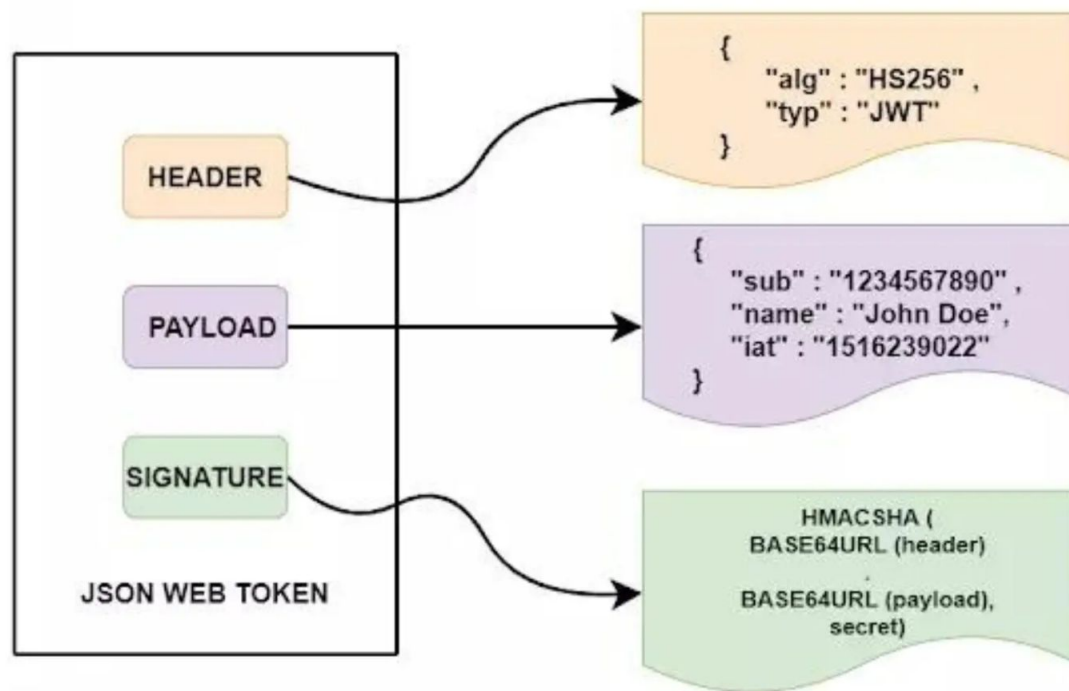 HEADER
PAYLOAD
SIGNATURE
JSON WEB TOKEN
{
"alg" : "HS256" ,
"typ" : "JWT"
}
{
"sub" : "1234567890" ,
"name" : "John Doe",
"iat" : "1516239022"
}
HMACSHA (
BASE64URL (header)
.
BASE64URL (payload),
secret)